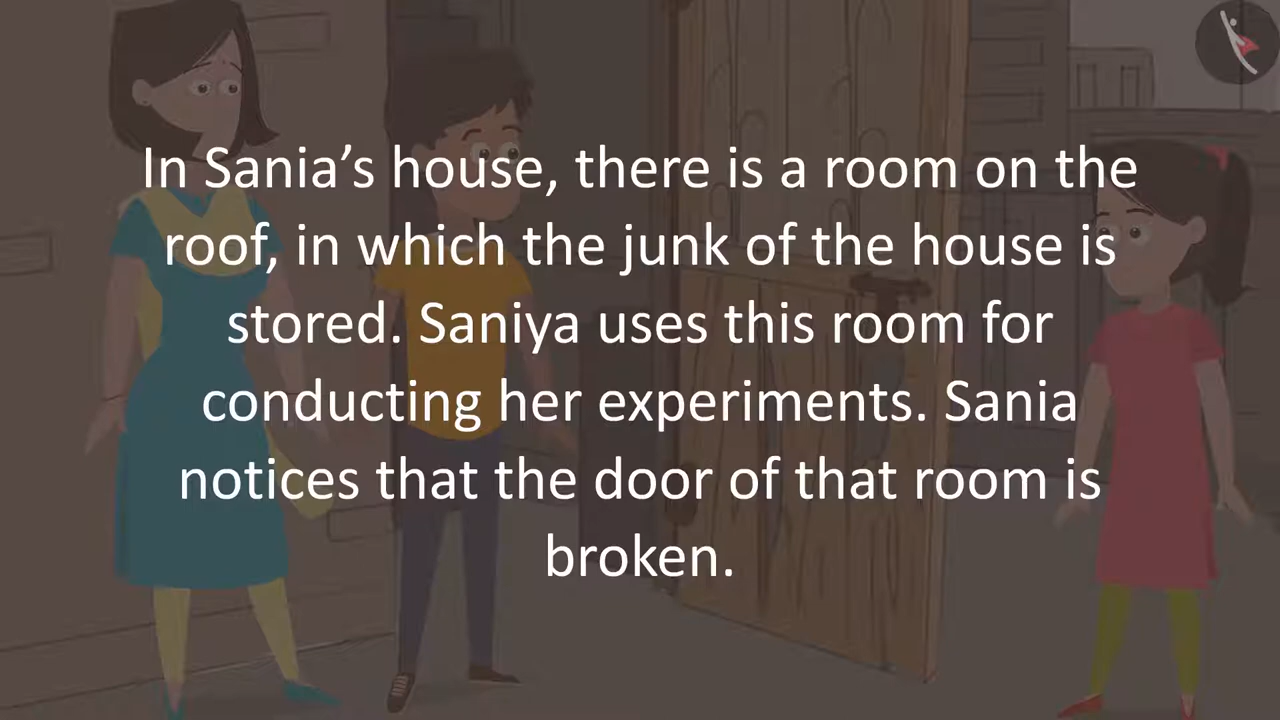 In Sania’s house, there is a room on the
roof, in which the junk of the house is
stored. Saniya uses this room for
conducting her experiments. Sania
notices that the door of that room is
broken.